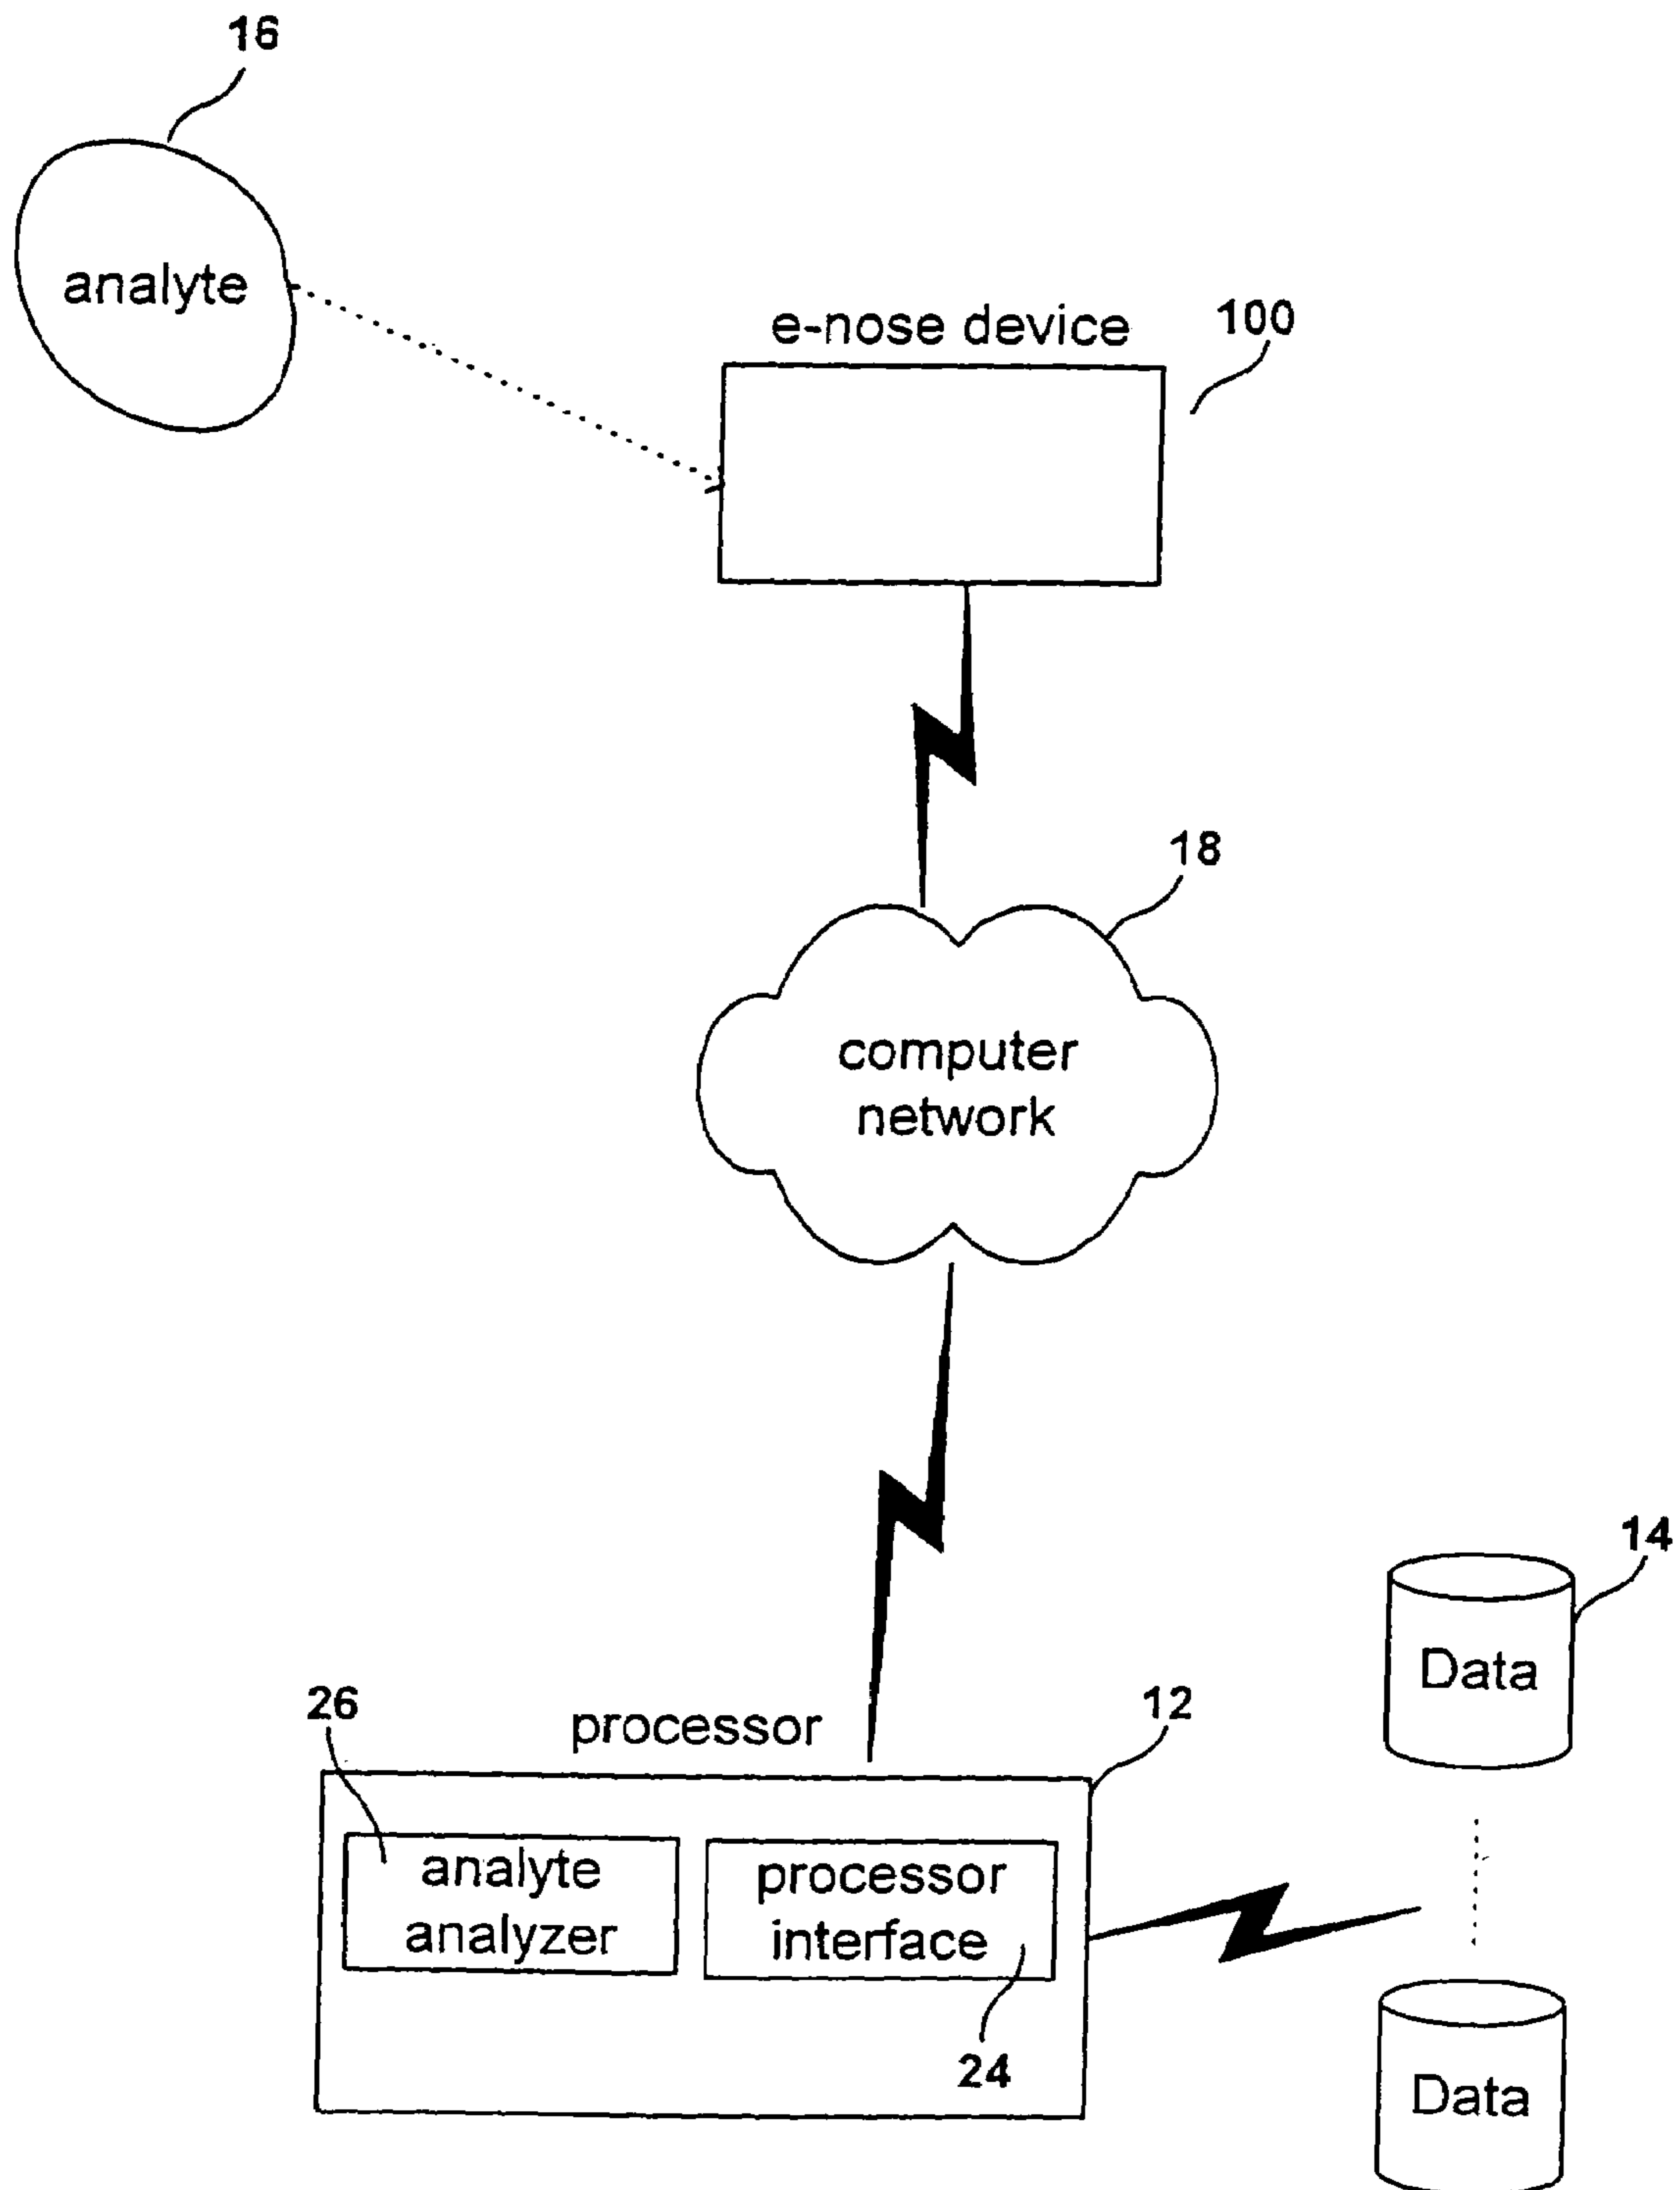 16
analyte
e-nose device
100
18
computer
network
14
Data
26
processor
12
analyte
analyzer
processor
interface
24
Data